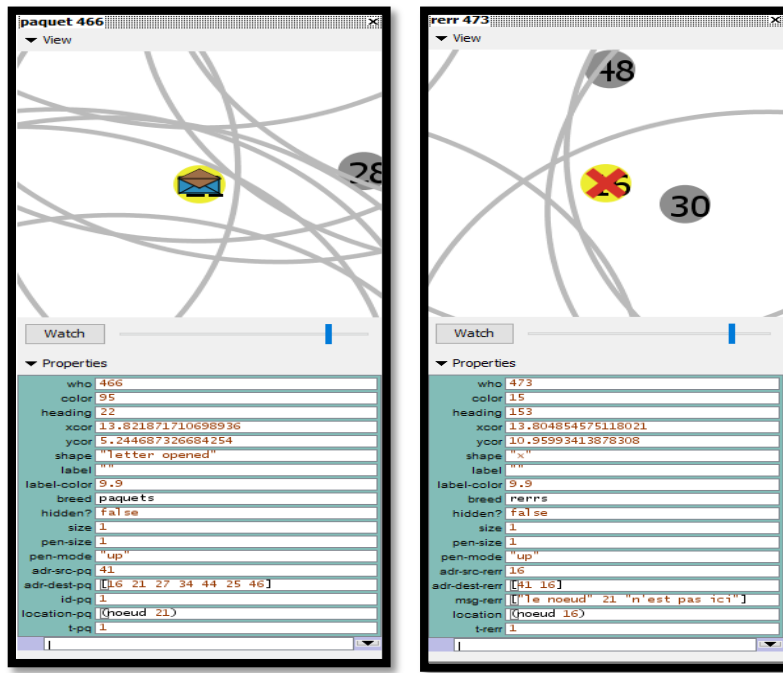 paquet 466
View
28
Watch
Properties
who 466
color 95
heading 22
xcor 13.821871710698936
ycor 5.244687326684254
shape "letter opened"
label ""
label-color 9.9
breed paquets
hidden? false
size 1
pen-size 1
pen-mode "up"
adr-src-pq 41
adr-dest-pq [16 21 27 34 44 25 46]
id-pq 1
location-pq (noeud 21)
t-pq 1
rerr 473
View
48
30
Watch
Properties
who 473
color 15
heading 153
xcor 13.804854575118021
ycor 10.95993413878308
shape "x"
label ""
label-color 9.9
breed rerrs
hidden? false
size 1
pen-size 1
pen-mode "up"
adr-src-rerr 16
adr-dest-rerr [41 16]
msg-rerr ["le noeud" 21 "n'est pas ici"]
location (noeud 16)
t-rerr 1